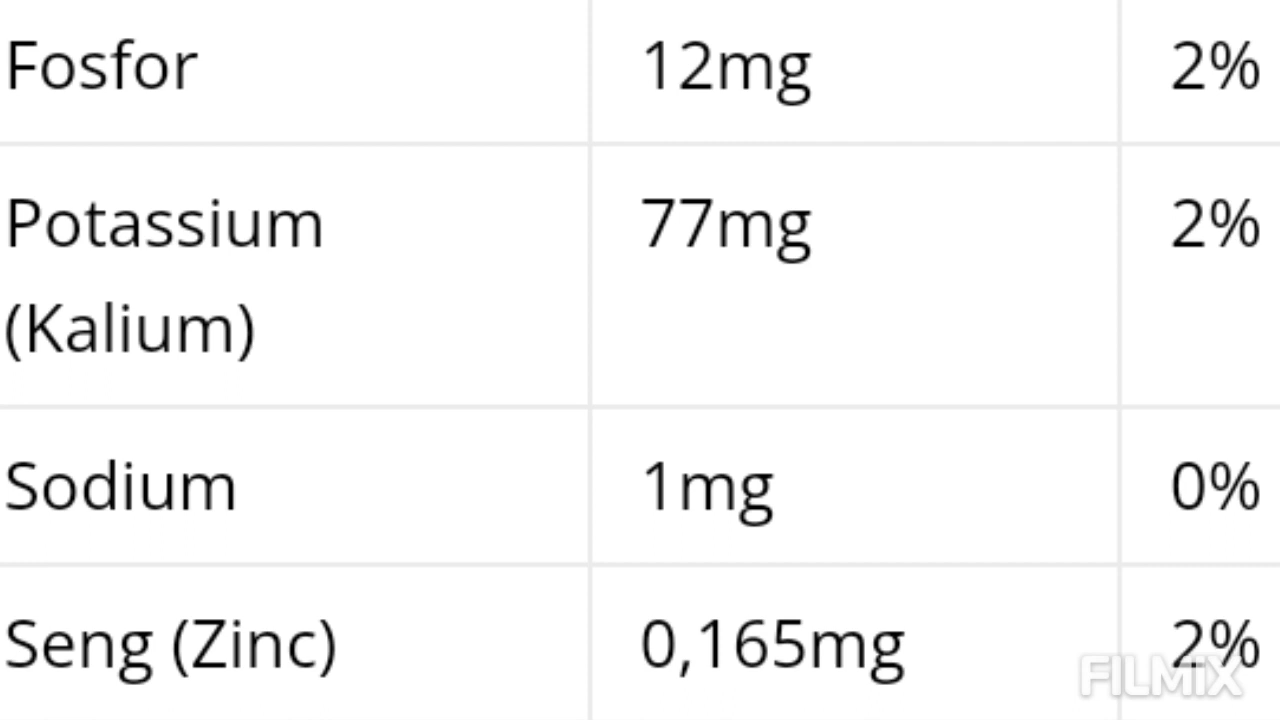 Fosfor 12mg 2%
Potassium 77mg 2%
(Kalium)
Sodium 1mg 0%
Seng (Zinc) 0,165mg 2%
FILMiX